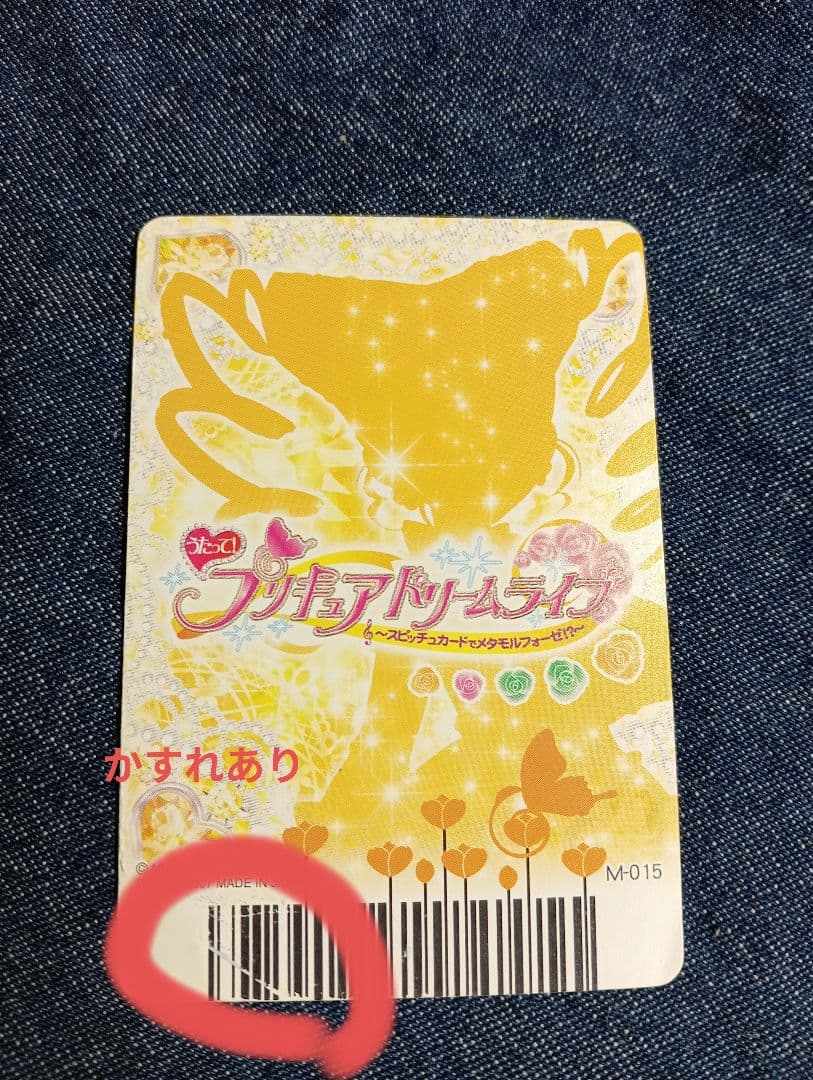 うたって!
プリキュアドリームライブ
～スピッチュカードでメタモルフォーゼ!?～
かすれあり
MADE IN
M-015